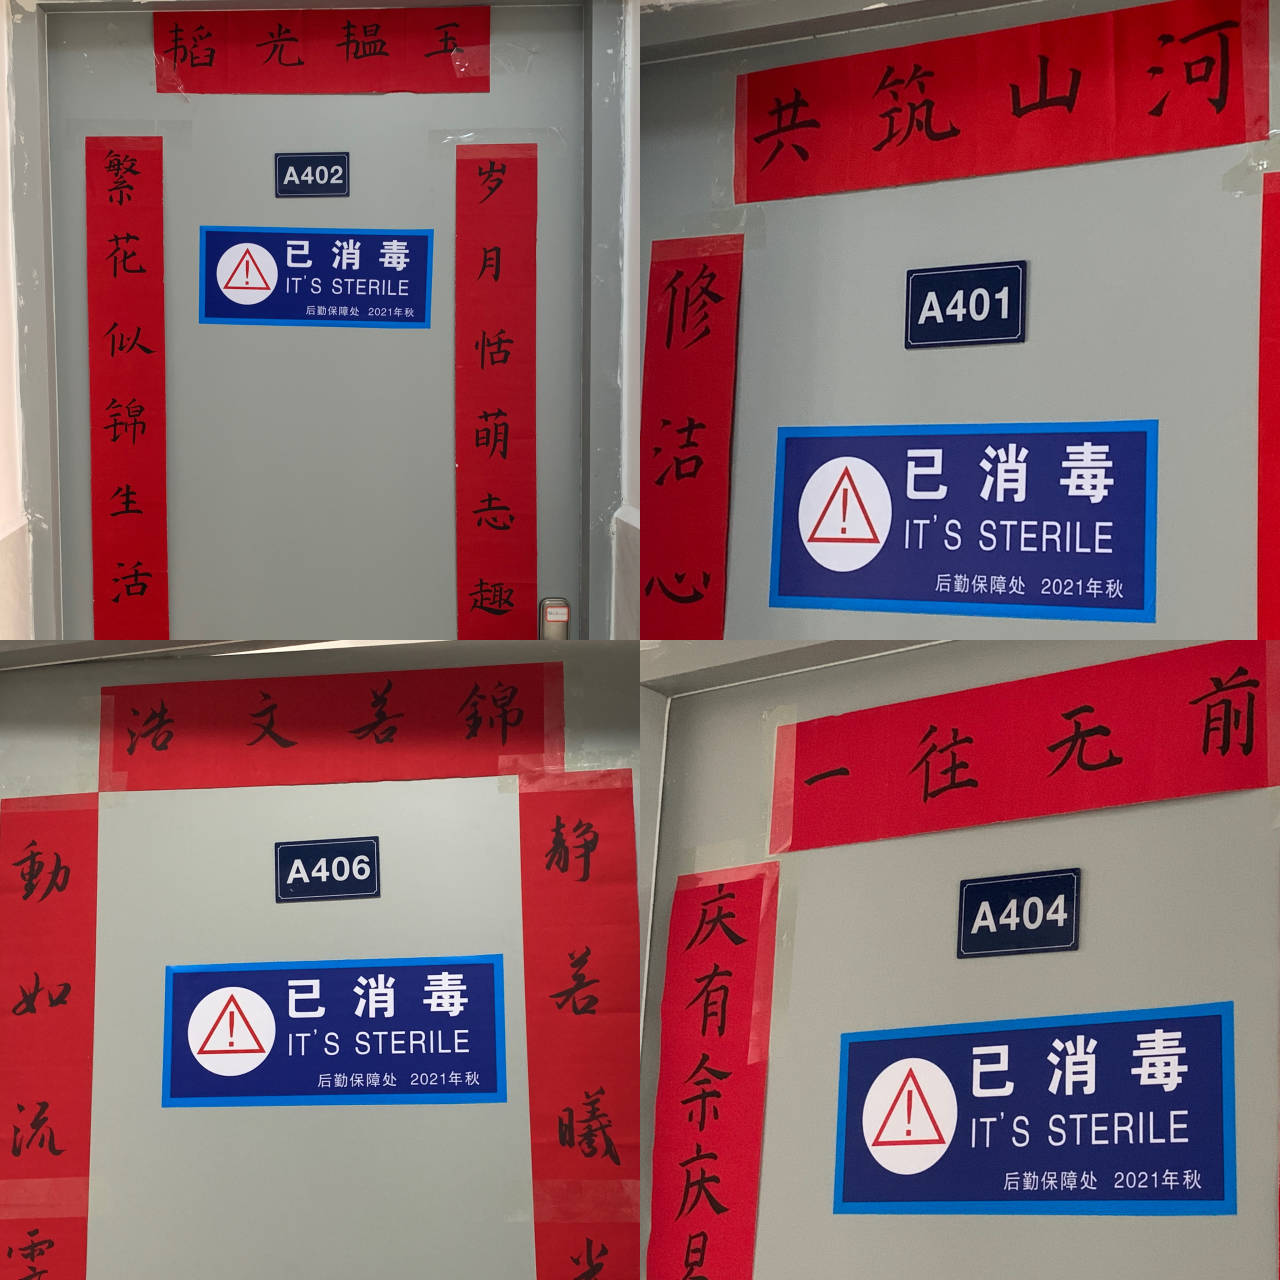 韬光韫玉
繁花似锦生活
岁月恬萌志趣
A402
已消毒
IT'S STERILE
后勤保障处 2021年秋
共筑山河
修洁心
A401
已消毒
IT'S STERILE
后勤保障处 2021年秋
浩文若錦
動如流雲
静若曦光
A406
已消毒
IT'S STERILE
后勤保障处 2021年秋
一往无前
庆有余庆
A404
已消毒
IT'S STERILE
后勤保障处 2021年秋